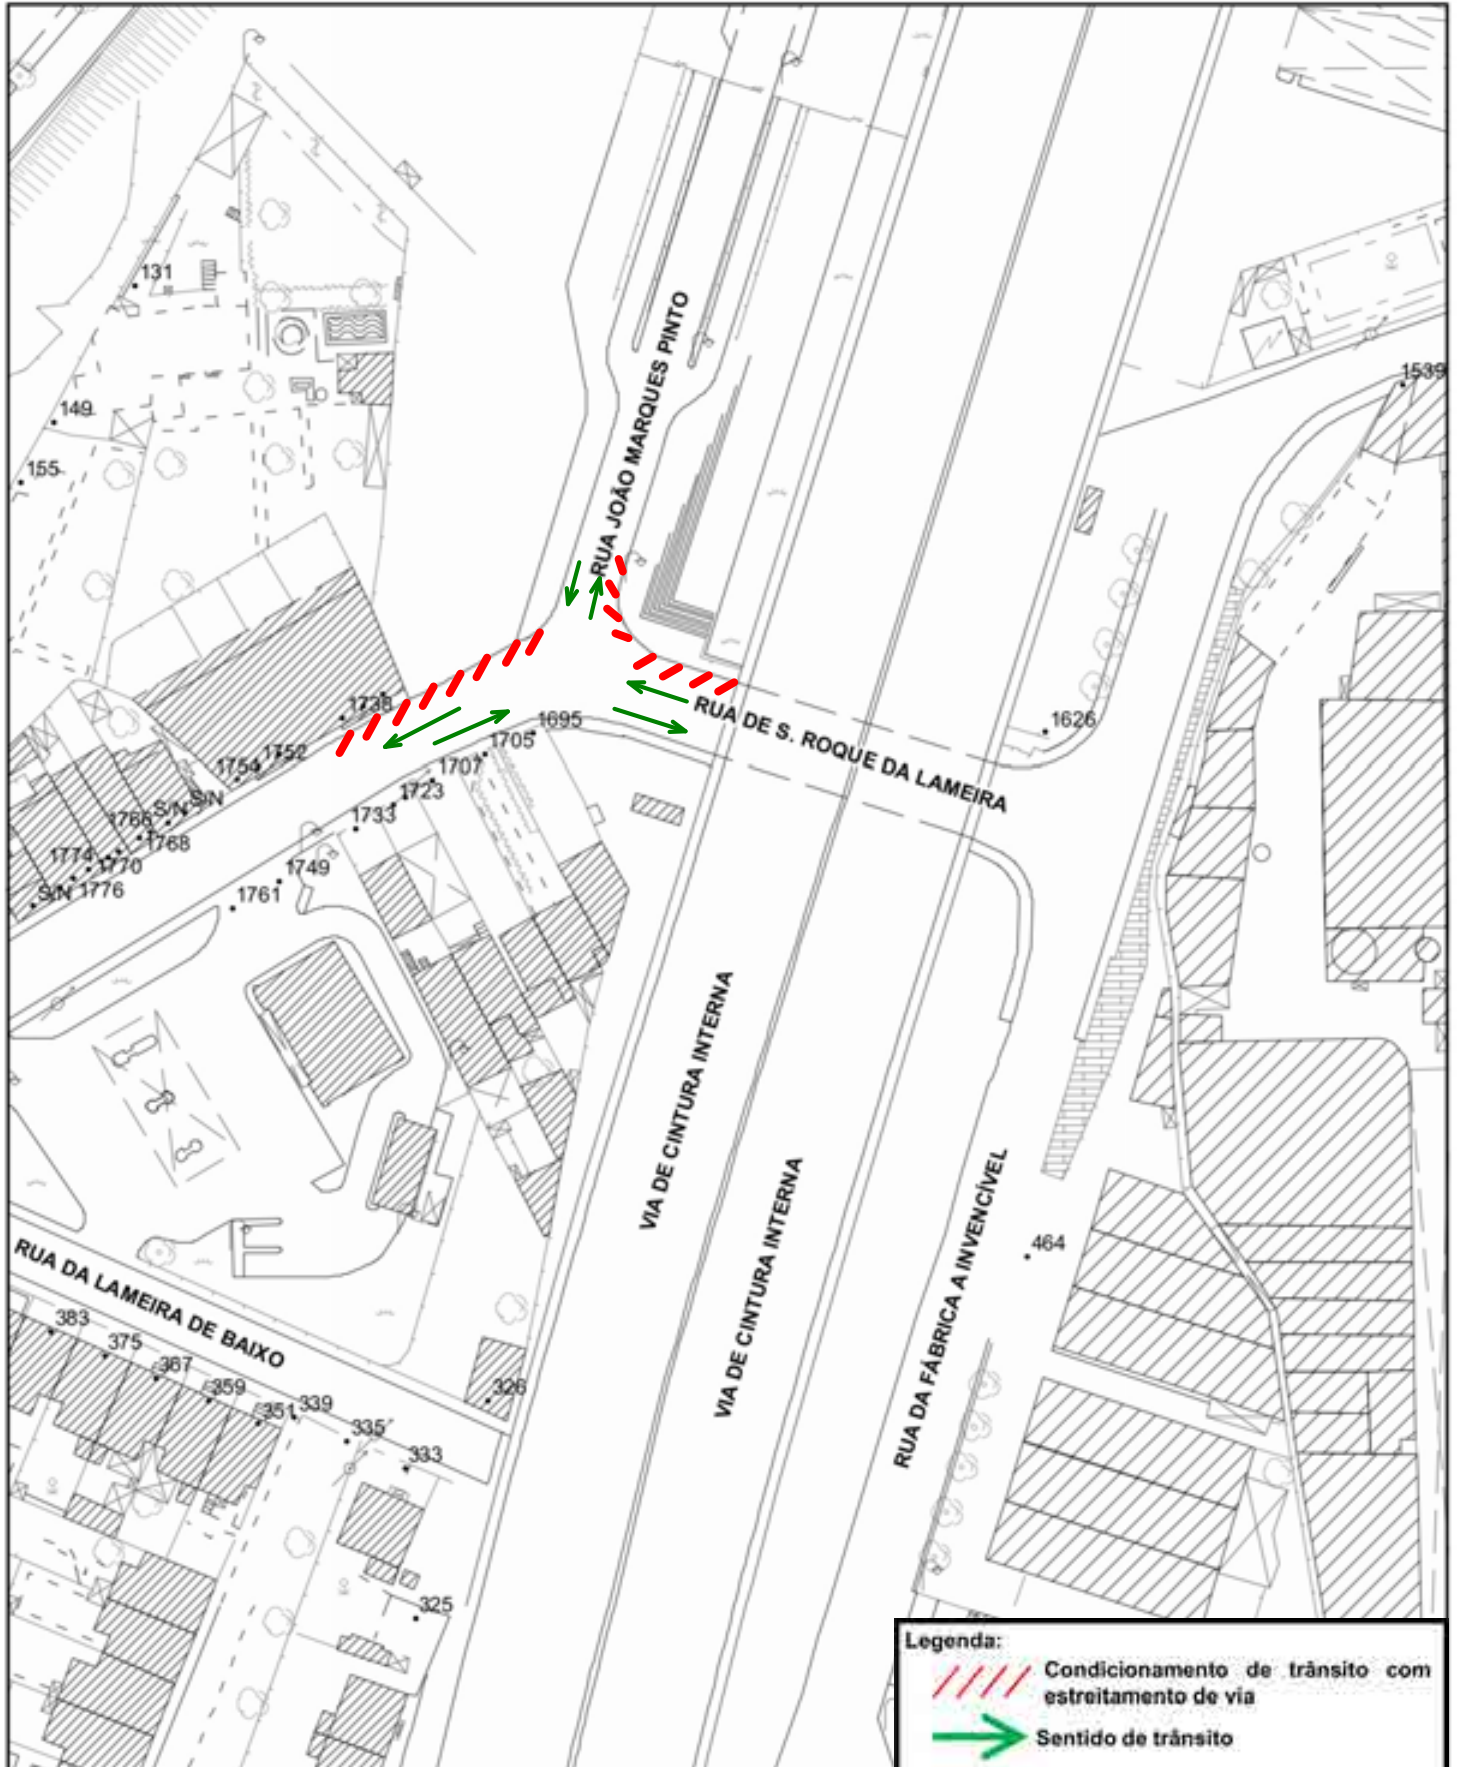 131
1539
149
155
RUA JOÃO MARQUES PINTO
1738
1695
RUA DE S. ROQUE DA LAMEIRA
1626
1705
1752
1754
1707
1723
S/N
S/N
1733
1766
1768
1774
1770
1749
S/N
1776
1761
VIA DE CINTURA INTERNA
VIA DE CINTURA INTERNA
RUA DA FÁBRICA A INVENCÍVEL
464
RUA DA LAMEIRA DE BAIXO
383
375
367
359
351
339
335
333
326
325
Legenda:
Condicionamento de trânsito com
estreitamento de via
Sentido de trânsito